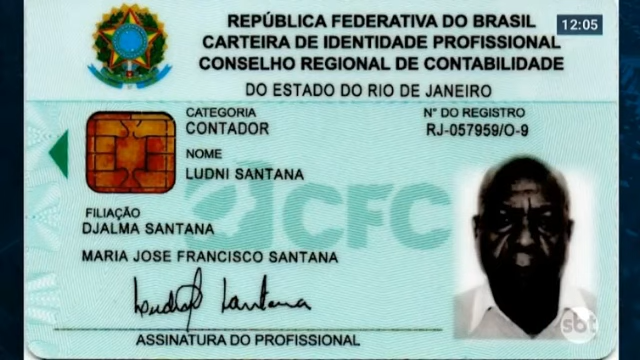 REPÚBLICA FEDERATIVA DO BRASIL
CARTEIRA DE IDENTIDADE PROFISSIONAL
CONSELHO REGIONAL DE CONTABILIDADE
DO ESTADO DO RIO DE JANEIRO
12:05
CATEGORIA
CONTADOR
Nº DO REGISTRO
RJ-057959/O-9
NOME
LUDNI SANTANA
CFC
FILIAÇÃO
DJALMA SANTANA
MARIA JOSE FRANCISCO SANTANA
Santana
ASSINATURA DO PROFISSIONAL
sbt